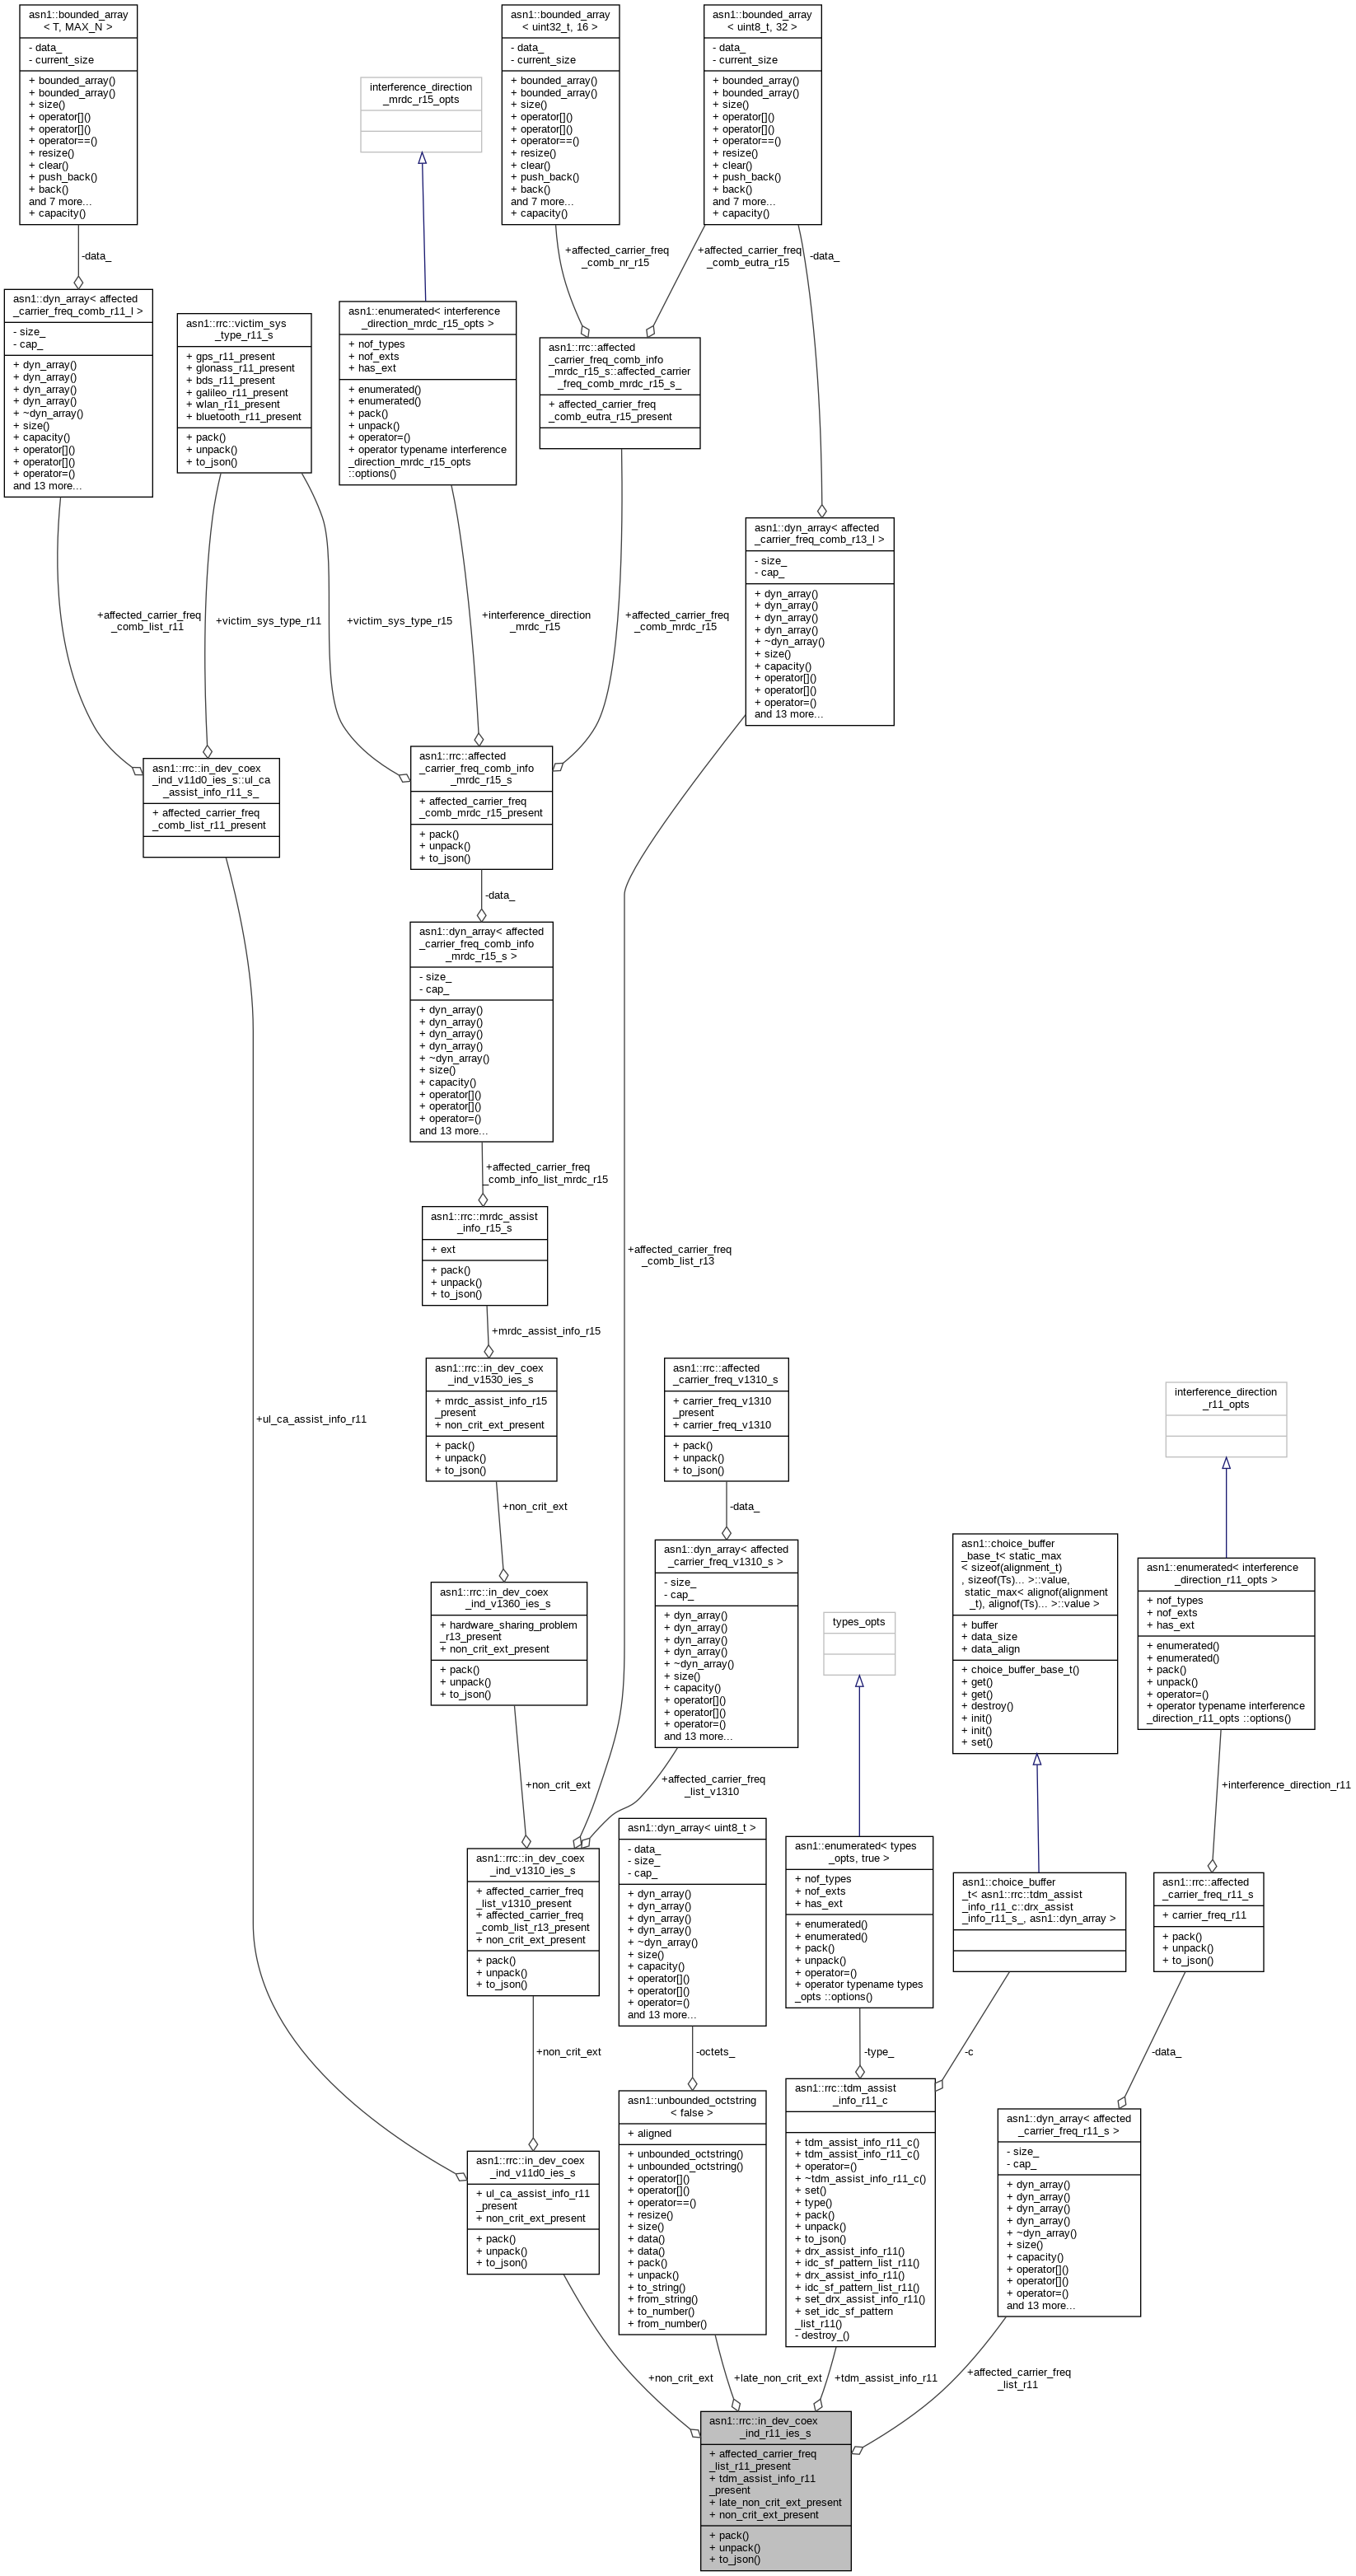 asn1::bounded_array
< T, MAX_N >
- data_
- current_size
+ bounded_array()
+ bounded_array()
+ size()
+ operator[]()
+ operator[]()
+ operator==()
+ resize()
+ clear()
+ push_back()
+ back()
and 7 more...
+ capacity()
asn1::bounded_array
< uint32_t, 16 >
- data_
- current_size
+ bounded_array()
+ bounded_array()
+ size()
+ operator[]()
+ operator[]()
+ operator==()
+ resize()
+ clear()
+ push_back()
+ back()
and 7 more...
+ capacity()
asn1::bounded_array
< uint8_t, 32 >
- data_
- current_size
+ bounded_array()
+ bounded_array()
+ size()
+ operator[]()
+ operator[]()
+ operator==()
+ resize()
+ clear()
+ push_back()
+ back()
and 7 more...
+ capacity()
interference_direction
_mrdc_r15_opts
-data_
+affected_carrier_freq
_comb_nr_r15
+affected_carrier_freq
_comb_eutra_r15
-data_
asn1::dyn_array< affected
_carrier_freq_comb_r11_l >
- size_
- cap_
+ dyn_array()
+ dyn_array()
+ dyn_array()
+ dyn_array()
+ ~dyn_array()
+ size()
+ capacity()
+ operator[]()
+ operator[]()
+ operator=()
and 13 more...
asn1::rrc::victim_sys
_type_r11_s
+ gps_r11_present
+ glonass_r11_present
+ bds_r11_present
+ galileo_r11_present
+ wlan_r11_present
+ bluetooth_r11_present
+ pack()
+ unpack()
+ to_json()
asn1::enumerated< interference
_direction_mrdc_r15_opts >
+ nof_types
+ nof_exts
+ has_ext
+ enumerated()
+ enumerated()
+ pack()
+ unpack()
+ operator=()
+ operator typename interference
_direction_mrdc_r15_opts
::options()
asn1::rrc::affected
_carrier_freq_comb_info
_mrdc_r15_s::affected_carrier
_freq_comb_mrdc_r15_s_
+ affected_carrier_freq
_comb_eutra_r15_present
asn1::dyn_array< affected
_carrier_freq_comb_r13_l >
- size_
- cap_
+ dyn_array()
+ dyn_array()
+ dyn_array()
+ dyn_array()
+ ~dyn_array()
+ size()
+ capacity()
+ operator[]()
+ operator[]()
+ operator=()
and 13 more...
+affected_carrier_freq
_comb_list_r11
+victim_sys_type_r11
+victim_sys_type_r15
+interference_direction
_mrdc_r15
+affected_carrier_freq
_comb_mrdc_r15
asn1::rrc::in_dev_coex
_ind_v11d0_ies_s::ul_ca
_assist_info_r11_s_
+ affected_carrier_freq
_comb_list_r11_present
asn1::rrc::affected
_carrier_freq_comb_info
_mrdc_r15_s
+ affected_carrier_freq
_comb_mrdc_r15_present
+ pack()
+ unpack()
+ to_json()
-data_
asn1::dyn_array< affected
_carrier_freq_comb_info
_mrdc_r15_s >
- size_
- cap_
+ dyn_array()
+ dyn_array()
+ dyn_array()
+ dyn_array()
+ ~dyn_array()
+ size()
+ capacity()
+ operator[]()
+ operator[]()
+ operator=()
and 13 more...
+affected_carrier_freq
_comb_info_list_mrdc_r15
asn1::rrc::mrdc_assist
_info_r15_s
+ ext
+ pack()
+ unpack()
+ to_json()
+affected_carrier_freq
_comb_list_r13
+mrdc_assist_info_r15
+ul_ca_assist_info_r11
asn1::rrc::in_dev_coex
_ind_v1530_ies_s
+ mrdc_assist_info_r15
_present
+ non_crit_ext_present
+ pack()
+ unpack()
+ to_json()
asn1::rrc::affected
_carrier_freq_v1310_s
+ carrier_freq_v1310
_present
+ carrier_freq_v1310
+ pack()
+ unpack()
+ to_json()
interference_direction
_r11_opts
+non_crit_ext
-data_
asn1::rrc::in_dev_coex
_ind_v1360_ies_s
+ hardware_sharing_problem
_r13_present
+ non_crit_ext_present
+ pack()
+ unpack()
+ to_json()
asn1::dyn_array< affected
_carrier_freq_v1310_s >
- size_
- cap_
+ dyn_array()
+ dyn_array()
+ dyn_array()
+ dyn_array()
+ ~dyn_array()
+ size()
+ capacity()
+ operator[]()
+ operator[]()
+ operator=()
and 13 more...
types_opts
asn1::choice_buffer
_base_t< static_max
< sizeof(alignment_t)
, sizeof(Ts)... >::value,
static_max< alignof(alignment
_t), alignof(Ts)... >::value >
+ buffer
+ data_size
+ data_align
+ choice_buffer_base_t()
+ get()
+ get()
+ destroy()
+ init()
+ init()
+ set()
asn1::enumerated< interference
_direction_r11_opts >
+ nof_types
+ nof_exts
+ has_ext
+ enumerated()
+ enumerated()
+ pack()
+ unpack()
+ operator=()
+ operator typename interference
_direction_r11_opts ::options()
+non_crit_ext
+affected_carrier_freq
_list_v1310
+interference_direction_r11
asn1::rrc::in_dev_coex
_ind_v1310_ies_s
+ affected_carrier_freq
_list_v1310_present
+ affected_carrier_freq
_comb_list_r13_present
+ non_crit_ext_present
+ pack()
+ unpack()
+ to_json()
asn1::dyn_array< uint8_t >
- data_
- size_
- cap_
+ dyn_array()
+ dyn_array()
+ dyn_array()
+ dyn_array()
+ ~dyn_array()
+ size()
+ capacity()
+ operator[]()
+ operator[]()
+ operator=()
and 13 more...
asn1::enumerated< types
_opts, true >
+ nof_types
+ nof_exts
+ has_ext
+ enumerated()
+ enumerated()
+ pack()
+ unpack()
+ operator=()
+ operator typename types
_opts ::options()
asn1::choice_buffer
_t< asn1::rrc::tdm_assist
_info_r11_c::drx_assist
_info_r11_s_, asn1::dyn_array >
asn1::rrc::affected
_carrier_freq_r11_s
+ carrier_freq_r11
+ pack()
+ unpack()
+ to_json()
+non_crit_ext
-octets_
-type_
-c
-data_
asn1::rrc::in_dev_coex
_ind_v11d0_ies_s
+ ul_ca_assist_info_r11
_present
+ non_crit_ext_present
+ pack()
+ unpack()
+ to_json()
asn1::unbounded_octstring
< false >
+ aligned
+ unbounded_octstring()
+ unbounded_octstring()
+ operator[]()
+ operator[]()
+ operator==()
+ resize()
+ size()
+ data()
+ data()
+ pack()
+ unpack()
+ to_string()
+ from_string()
+ to_number()
+ from_number()
asn1::rrc::tdm_assist
_info_r11_c
+ tdm_assist_info_r11_c()
+ tdm_assist_info_r11_c()
+ operator=()
+ ~tdm_assist_info_r11_c()
+ set()
+ type()
+ pack()
+ unpack()
+ to_json()
+ drx_assist_info_r11()
+ idc_sf_pattern_list_r11()
+ drx_assist_info_r11()
+ idc_sf_pattern_list_r11()
+ set_drx_assist_info_r11()
+ set_idc_sf_pattern
_list_r11()
- destroy_()
asn1::dyn_array< affected
_carrier_freq_r11_s >
- size_
- cap_
+ dyn_array()
+ dyn_array()
+ dyn_array()
+ dyn_array()
+ ~dyn_array()
+ size()
+ capacity()
+ operator[]()
+ operator[]()
+ operator=()
and 13 more...
+non_crit_ext
+late_non_crit_ext
+tdm_assist_info_r11
+affected_carrier_freq
_list_r11
asn1::rrc::in_dev_coex
_ind_r11_ies_s
+ affected_carrier_freq
_list_r11_present
+ tdm_assist_info_r11
_present
+ late_non_crit_ext_present
+ non_crit_ext_present
+ pack()
+ unpack()
+ to_json()